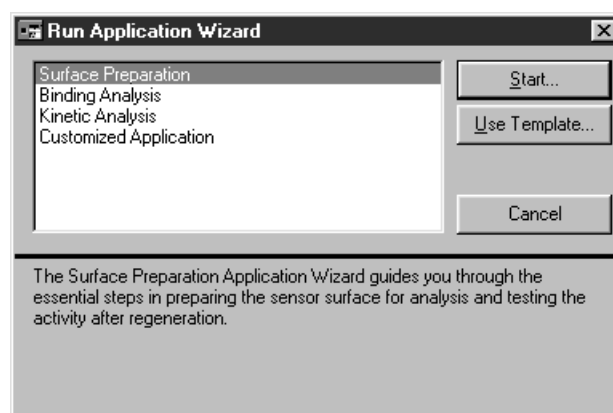 Run Application Wizard
Surface Preparation
Binding Analysis
Kinetic Analysis
Customized Application
Start...
Use Template...
Cancel
The Surface Preparation Application Wizard guides you through the
essential steps in preparing the sensor surface for analysis and testing the
activity after regeneration.